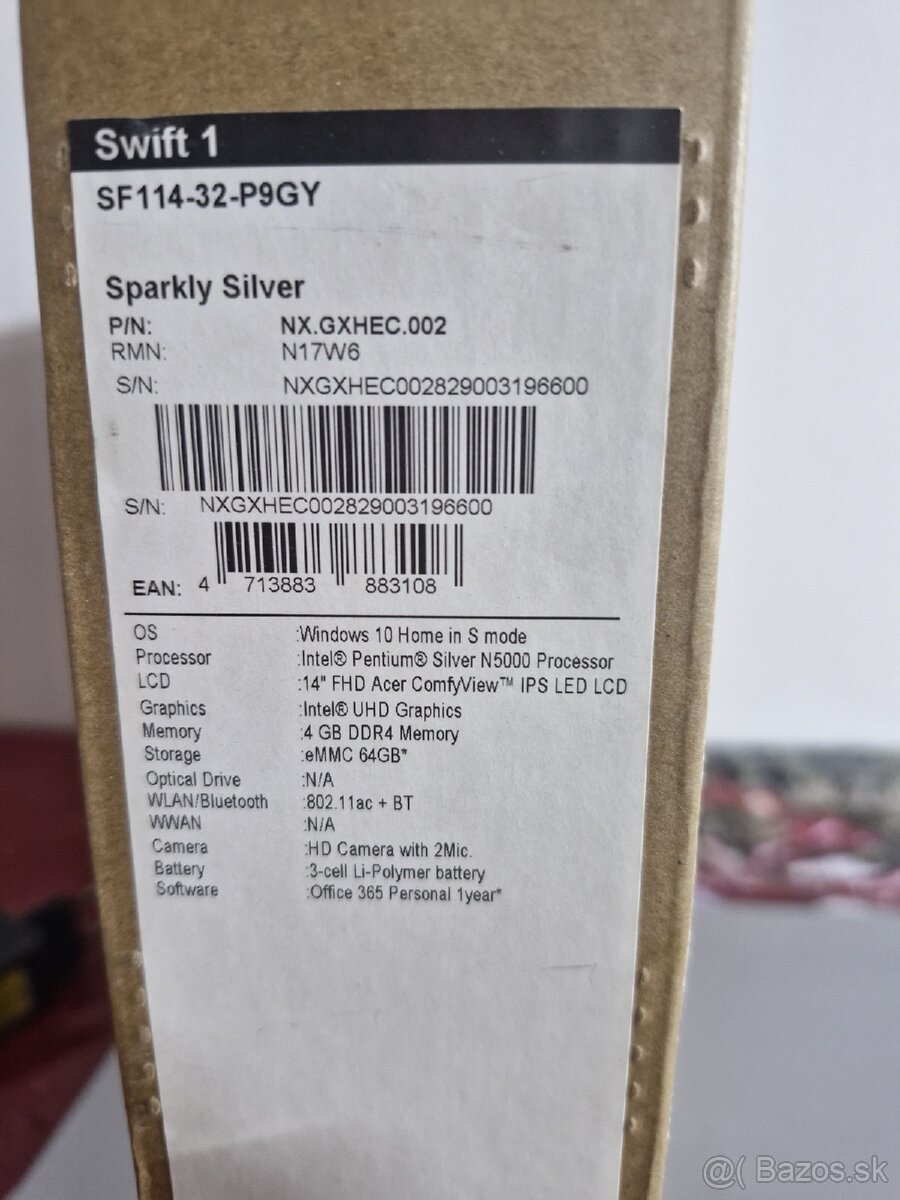 Swift 1
SF114-32-P9GY
Sparkly Silver
P/N: NX.GXHEC.002
RMN: N17W6
S/N: NXGXHEC002829003196600
S/N: NXGXHEC002829003196600
EAN: 4 713883 883108
OS :Windows 10 Home in S mode
Processor :Intel® Pentium® Silver N5000 Processor
LCD :14" FHD Acer ComfyView™ IPS LED LCD
Graphics :Intel® UHD Graphics
Memory :4 GB DDR4 Memory
Storage :eMMC 64GB*
Optical Drive :N/A
WLAN/Bluetooth :802.11ac + BT
WWAN :N/A
Camera :HD Camera with 2Mic.
Battery :3-cell Li-Polymer battery
Software :Office 365 Personal 1year*
@( Bazos.sk